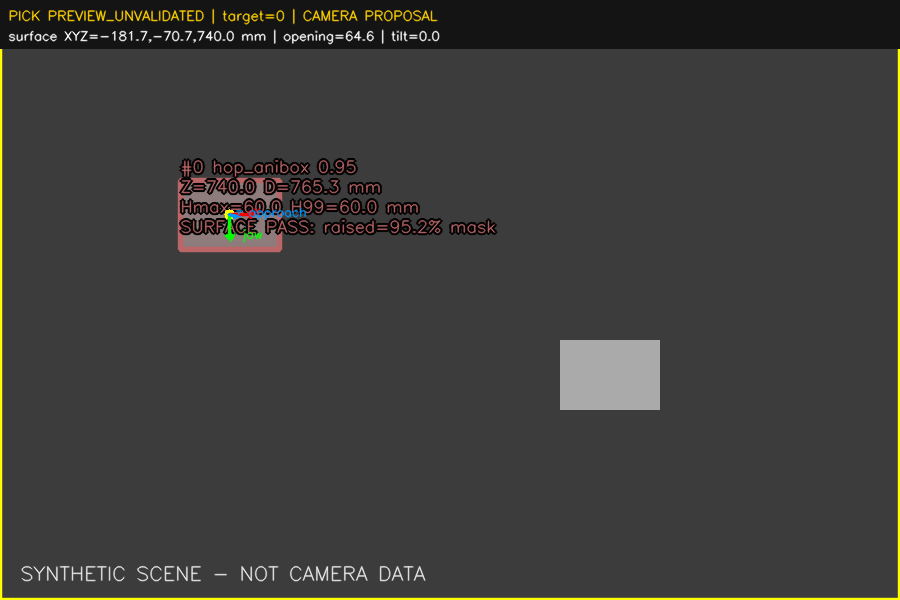 PICK PREVIEW_UNVALIDATED | target=0 | CAMERA PROPOSAL
surface XYZ=-181.7,-70.7,740.0 mm | opening=64.6 | tilt=0.0
#0 hop_anibox 0.95
Z=740.0 D=765.3 mm
Hmax=60.0 H99=60.0 mm
approach
SURFACE PASS: raised=95.2% mask
jaw
SYNTHETIC SCENE - NOT CAMERA DATA